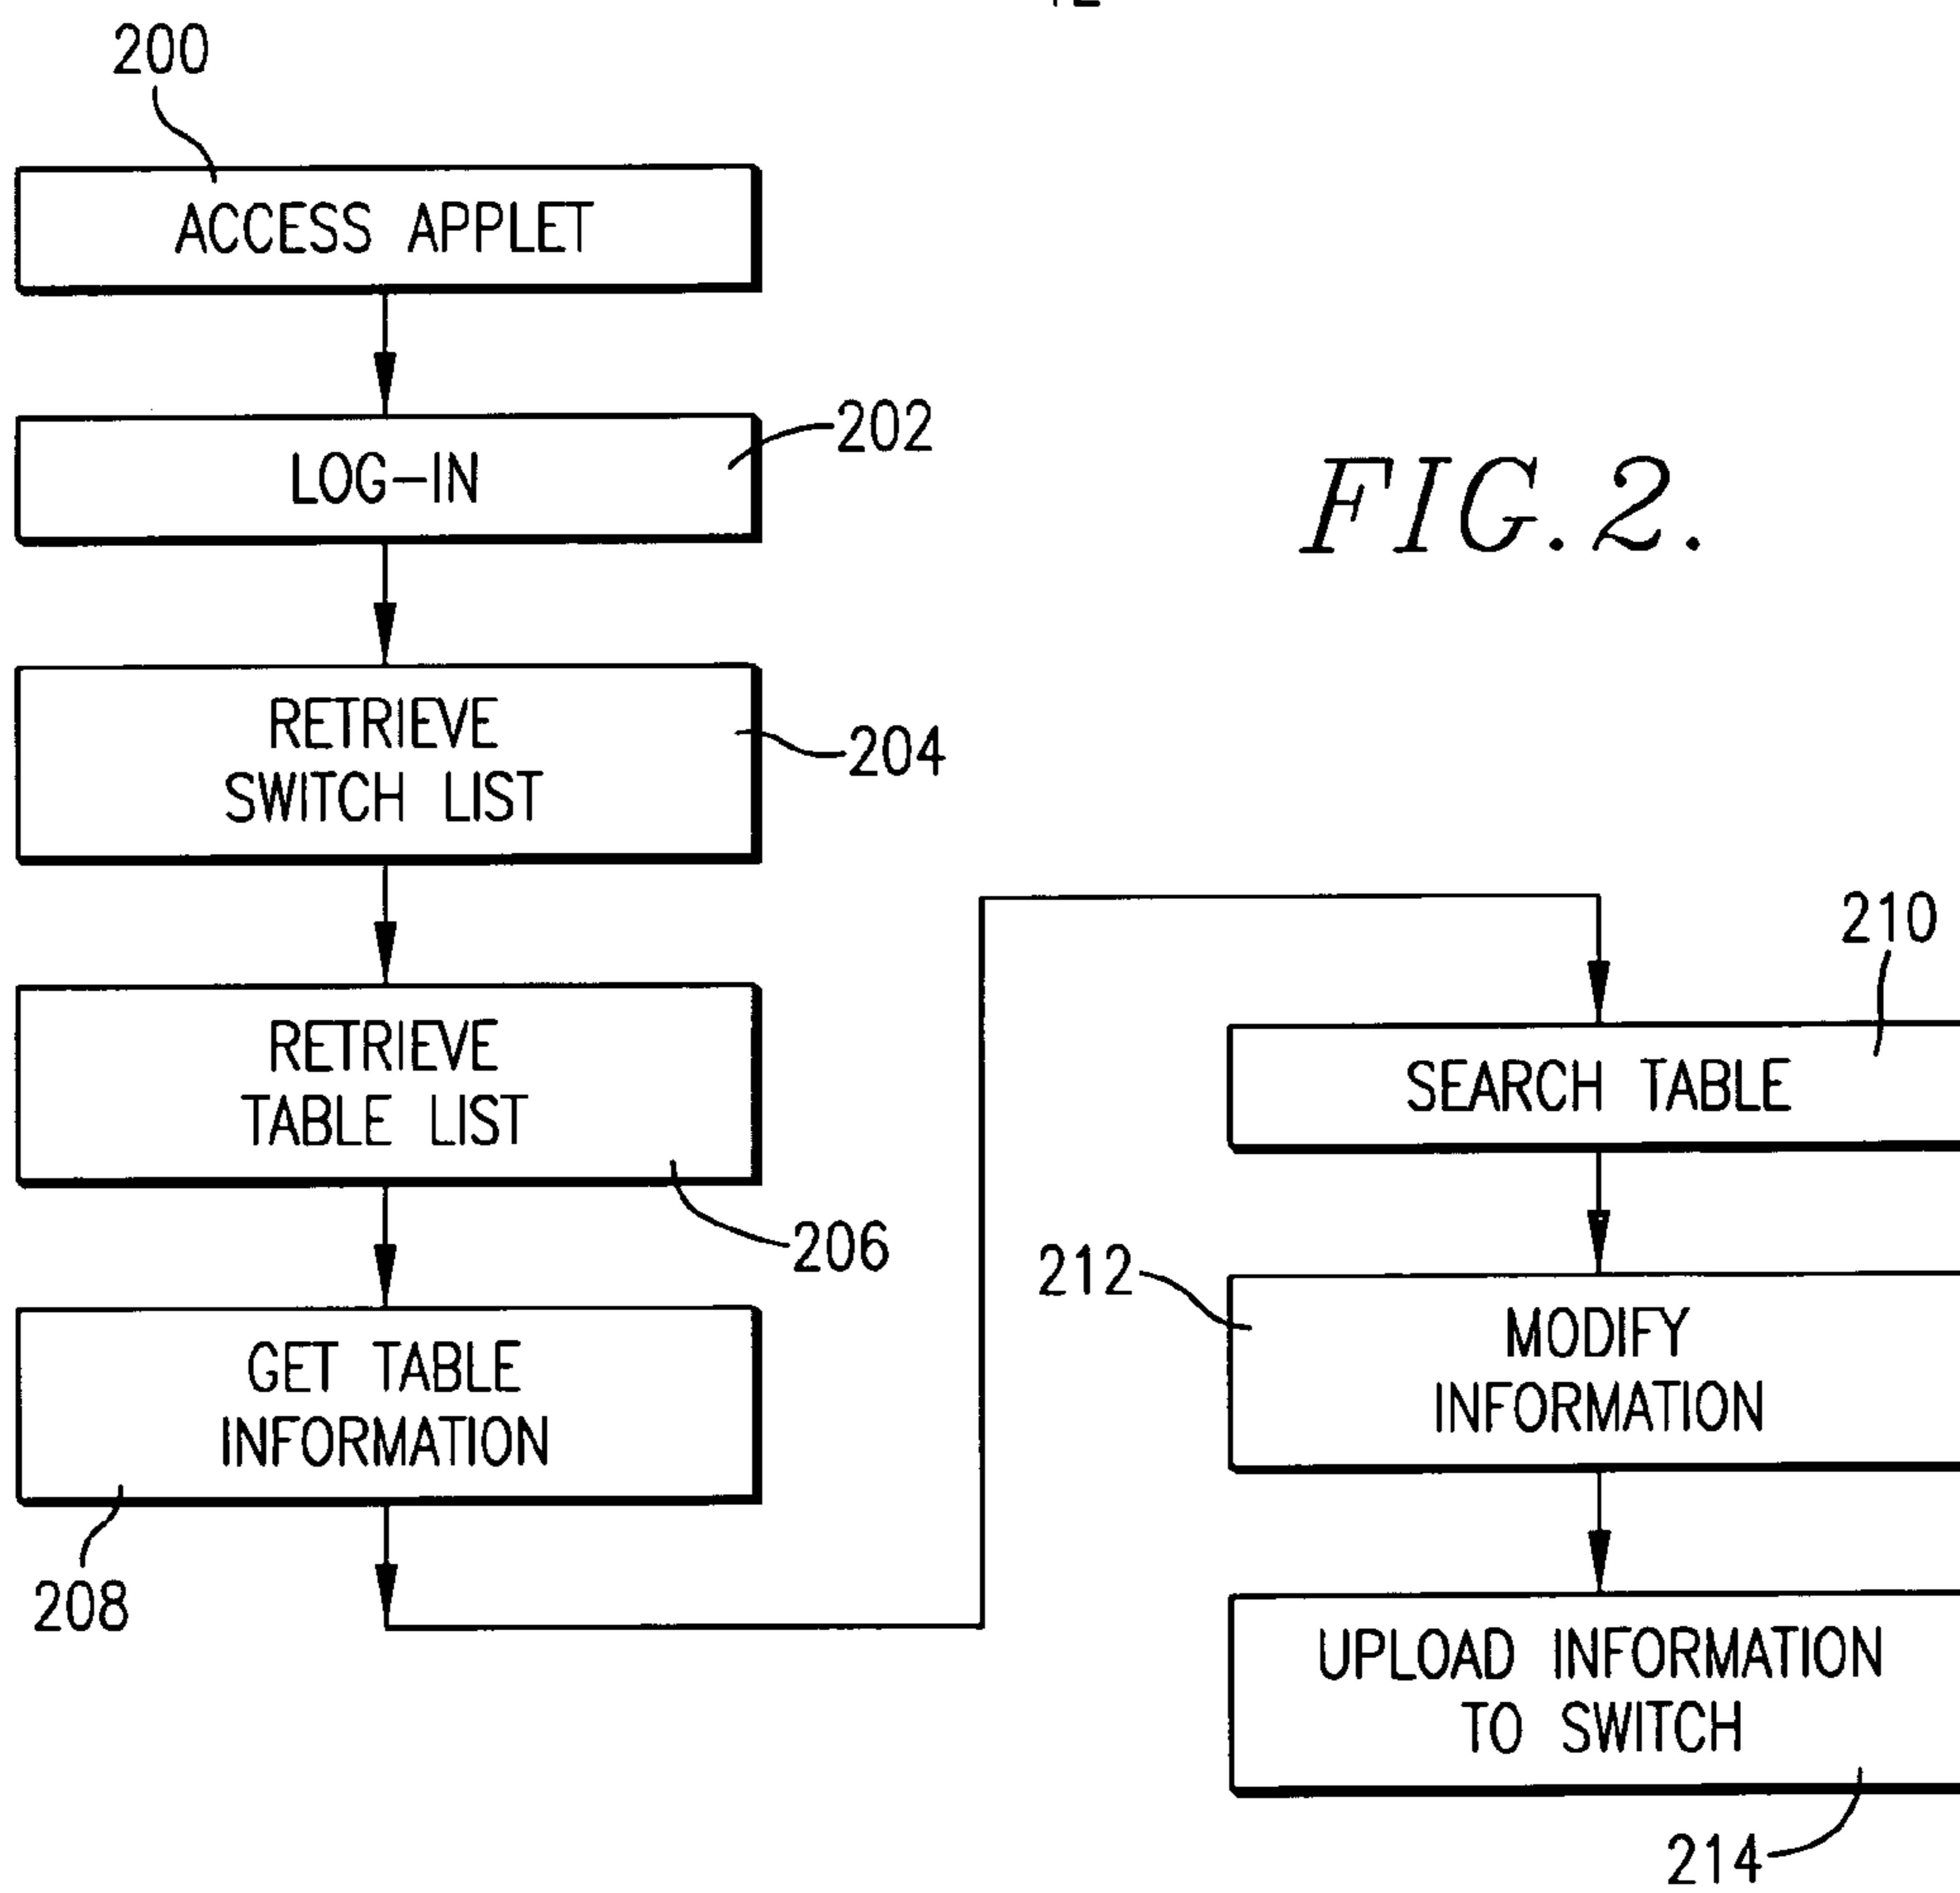 200
ACCESS APPLET
LOG-IN
202
FIG. 2.
RETRIEVE
SWITCH LIST
204
RETRIEVE
TABLE LIST
206
GET TABLE
INFORMATION
208
210
SEARCH TABLE
212
MODIFY
INFORMATION
UPLOAD INFORMATION
TO SWITCH
214